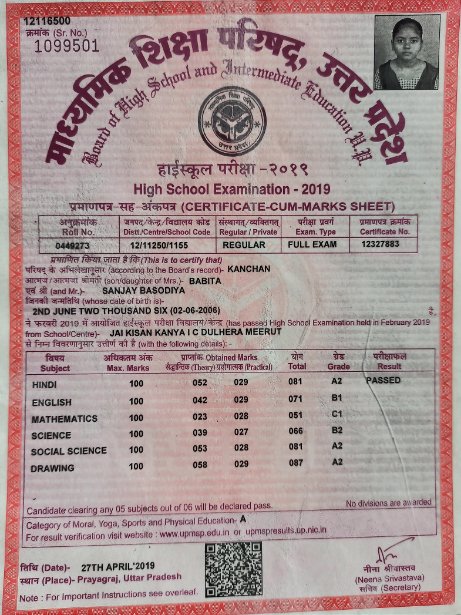 12116500
क्रमांक (Sr. No.)
1099501
माध्यमिक शिक्षा परिषद्, उत्तर प्रदेश
Board of High School and Intermediate Education U.P.
हाईस्कूल परीक्षा -२०१९
High School Examination - 2019
प्रमाणपत्र-सह-अंकपत्र (CERTIFICATE-CUM-MARKS SHEET)
अनुक्रमांक जनपद/केन्द्र/विद्यालय कोड संस्थागत/व्यक्तिगत परीक्षा प्रवर्ग प्रमाणपत्र क्रमांक
Roll No. Distt./Centre/School Code Regular / Private Exam. Type Certificate No.
0449273 12/11250/1155 REGULAR FULL EXAM 12327883
प्रमाणित किया जाता है कि (This is to certify that)
परिषद् के अभिलेखानुसार (according to the Board's record)- KANCHAN
आत्मज/आत्मजा श्रीमती (son/daughter of Mrs.)- BABITA
एवं श्री (and Mr.)- SANJAY BASODIYA
जिनकी जन्मतिथि (whose date of birth is)-
2ND JUNE TWO THOUSAND SIX (02-06-2006)
ने फरवरी 2019 में आयोजित हाईस्कूल परीक्षा विद्यालय/केन्द्र (has passed High School Examination held in February 2019
from School/Centre)- JAI KISAN KANYA I C DULHERA MEERUT
से निम्न विवरणानुसार उत्तीर्ण की (with the following details):-
विषय अधिकतम अंक प्राप्तांक Obtained Marks योग ग्रेड परीक्षाफल
Subject Max. Marks सैद्धान्तिक (Theory) प्रयोगात्मक (Practical) Total Grade Result
HINDI 100 052 029 081 A2 PASSED
ENGLISH 100 042 029 071 B1
MATHEMATICS 100 023 028 051 C1
SCIENCE 100 039 027 066 B2
SOCIAL SCIENCE 100 053 028 081 A2
DRAWING 100 058 029 087 A2
Candidate clearing any 05 subjects out of 06 will be declared pass. No divisions are awarded
Category of Moral, Yoga, Sports and Physical Education- A
For result verification visit website : www.upmsp.edu.in or upmspresults.up.nic.in
तिथि (Date)- 27TH APRIL'2019
स्थान (Place)- Prayagraj, Uttar Pradesh
नीना श्रीवास्तव
(Neena Srivastava)
सचिव (Secretary)
Note : For Important Instructions see overleaf.